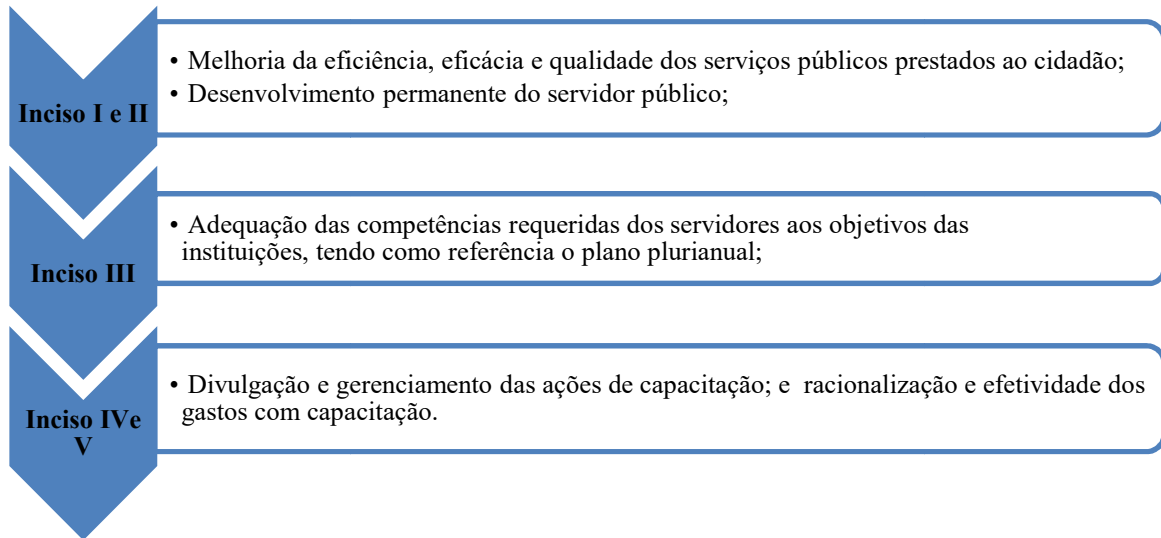 Inciso I e II
• Melhoria da eficiência, eficácia e qualidade dos serviços públicos prestados ao cidadão;
• Desenvolvimento permanente do servidor público;
Inciso III
• Adequação das competências requeridas dos servidores aos objetivos das
instituições, tendo como referência o plano plurianual;
Inciso IVe
V
• Divulgação e gerenciamento das ações de capacitação; e racionalização e efetividade dos
gastos com capacitação.